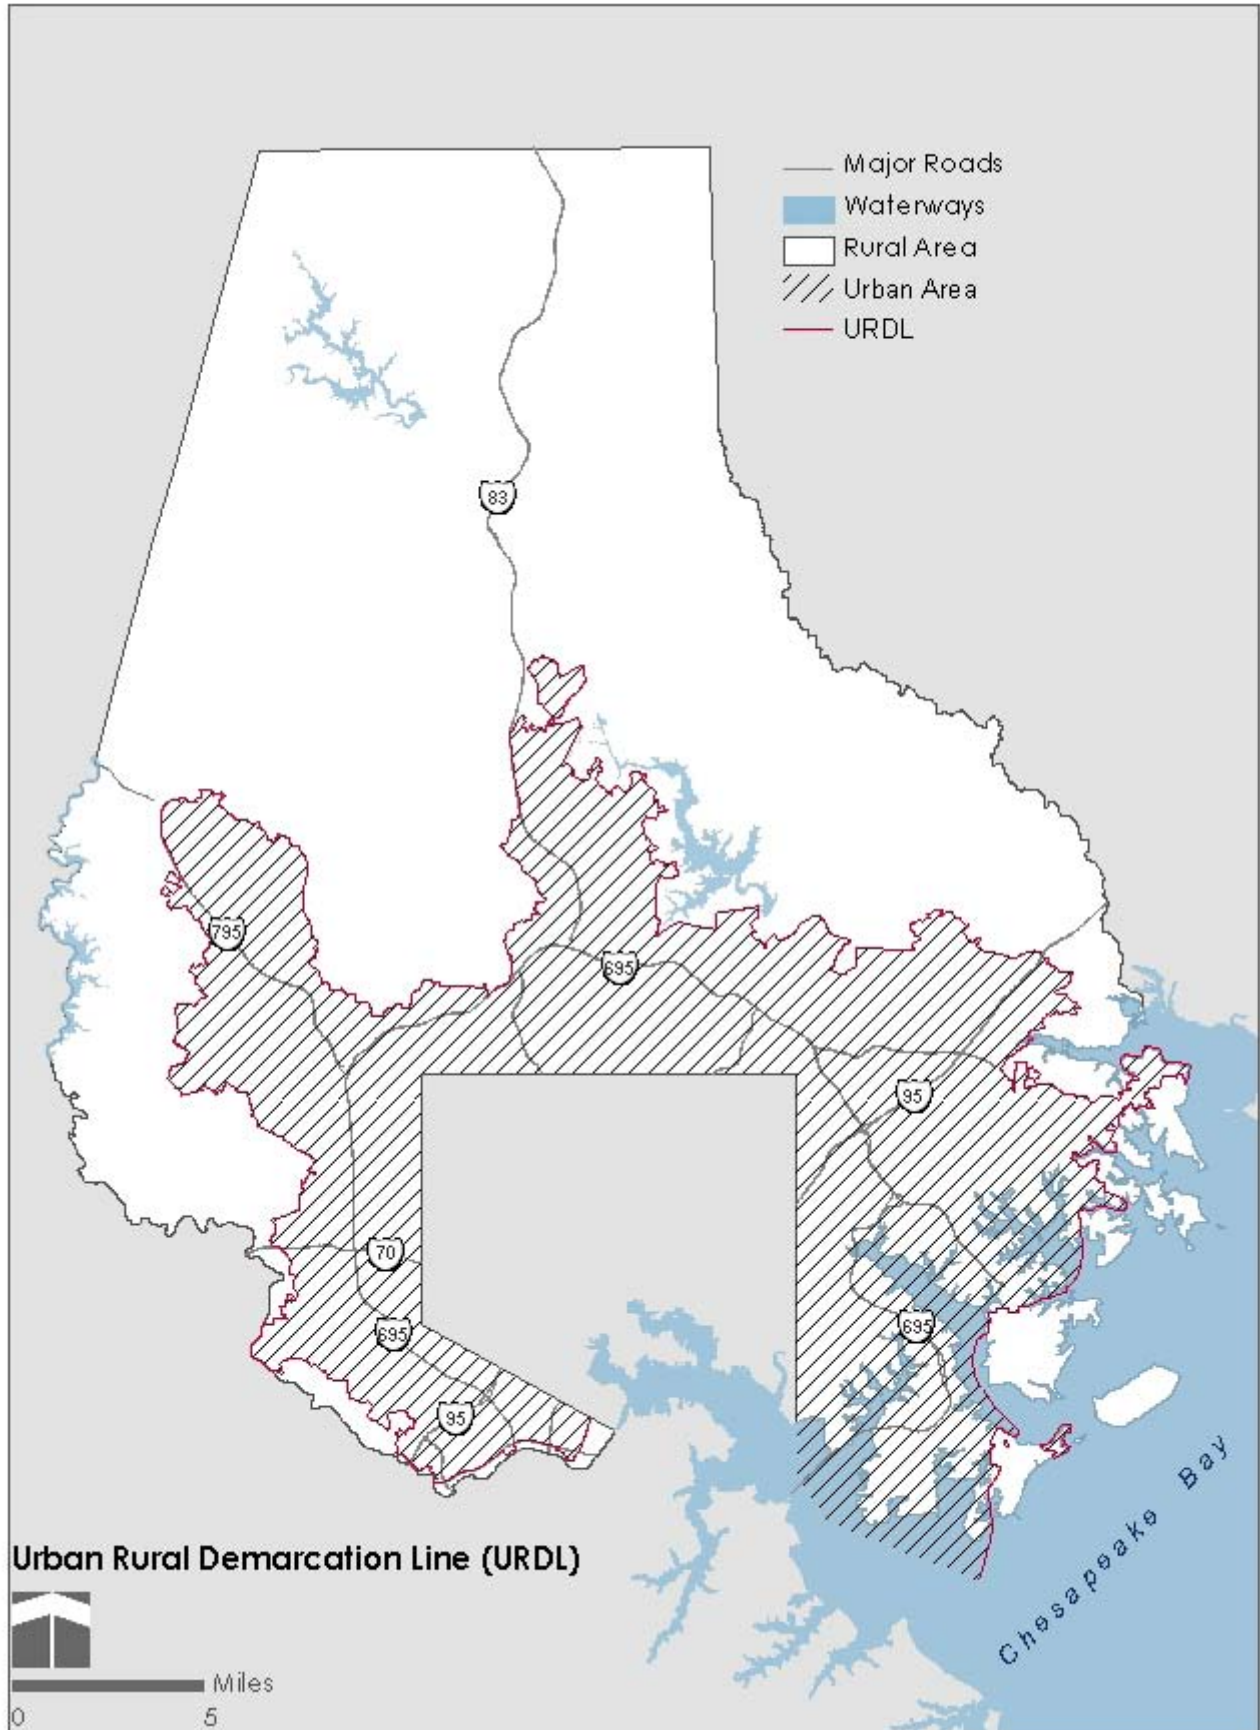 Major Roads
Waterways
Rural Area
Urban Area
URDL
83
795
695
95
70
695
695
95
Chesapeake Bay
Urban Rural Demarcation Line (URDL)
Miles
0 5